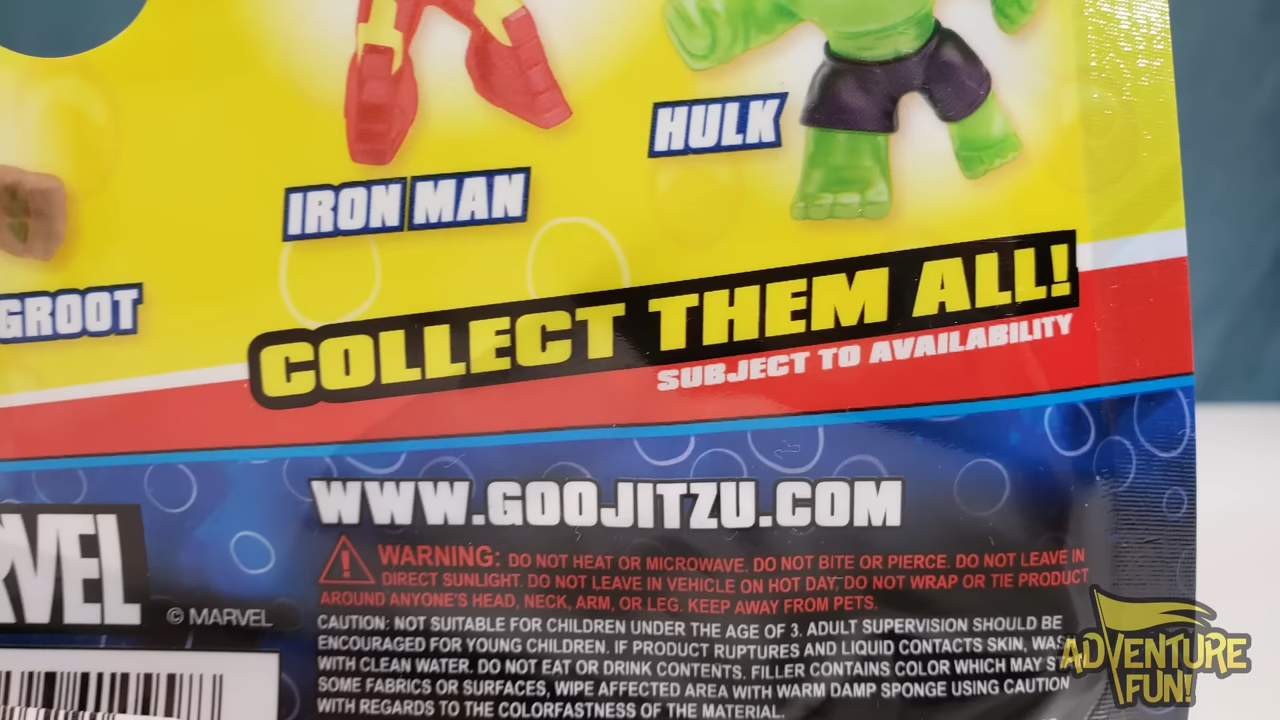 HULK
IRON MAN
GROOT
COLLECT THEM ALL!
SUBJECT TO AVAILABILITY
WWW.GOOJITZU.COM
© MARVEL
WARNING: DO NOT HEAT OR MICROWAVE. DO NOT BITE OR PIERCE. DO NOT LEAVE IN
DIRECT SUNLIGHT. DO NOT LEAVE IN VEHICLE ON HOT DAY. DO NOT WRAP OR TIE PRODUCT
AROUND ANYONE'S HEAD, NECK, ARM, OR LEG. KEEP AWAY FROM PETS.
CAUTION: NOT SUITABLE FOR CHILDREN UNDER THE AGE OF 3. ADULT SUPERVISION SHOULD BE
ENCOURAGED FOR YOUNG CHILDREN. IF PRODUCT RUPTURES AND LIQUID CONTACTS SKIN,
WITH CLEAN WATER. DO NOT EAT OR DRINK CONTENTS. FILLER CONTAINS COLOR WHICH MAY
SOME FABRICS OR SURFACES, WIPE AFFECTED AREA WITH WARM DAMP SPONGE USING CAUTION
WITH REGARDS TO THE COLORFASTNESS OF THE MATERIAL.
ADVENTURE
FUN!